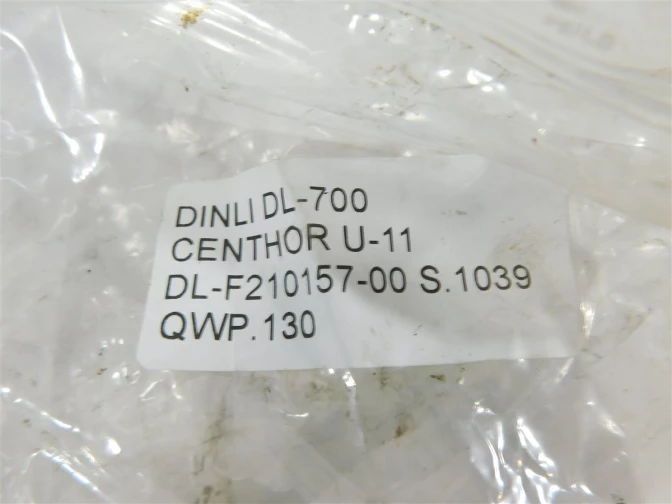 DINLI DL-700
CENTHOR U-11
DL-F210157-00 S.1039
QWP.130